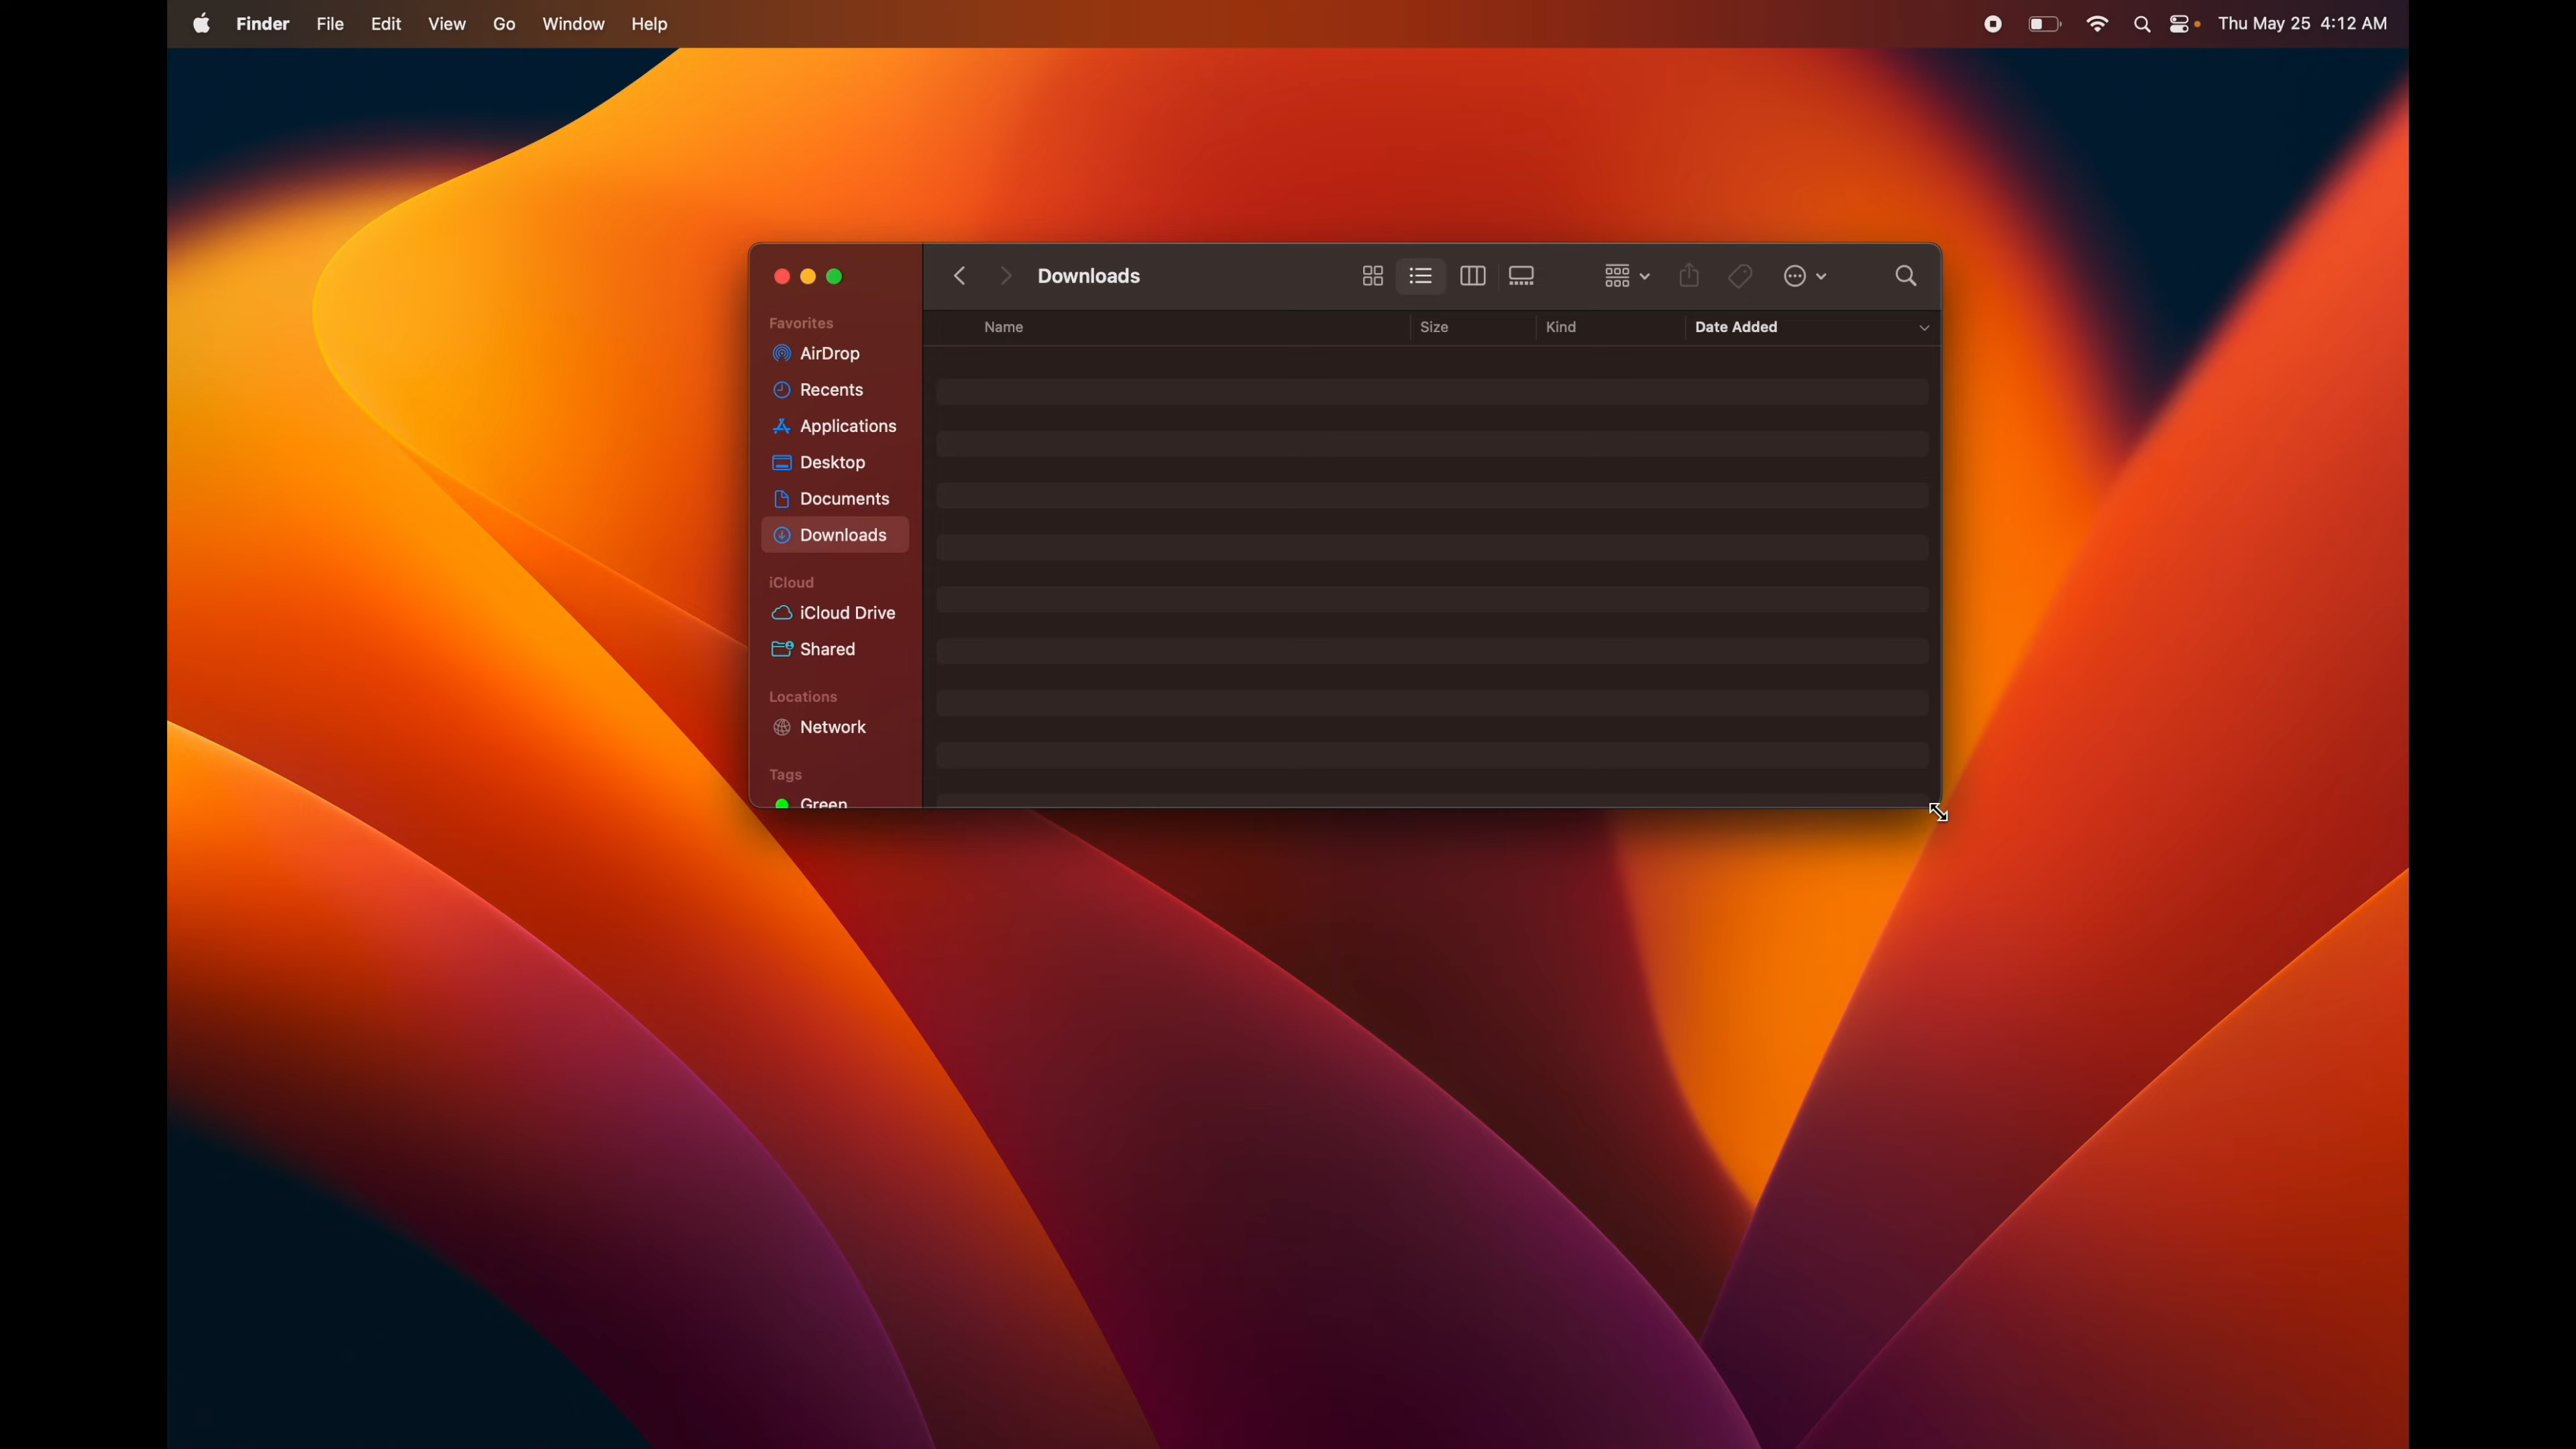 Finder File Edit View Go Window Help Thu May 25 4:12 AM
Downloads
Favorites
Name Size Kind Date Added
AirDrop
Recents
Applications
Desktop
Documents
Downloads
iCloud
iCloud Drive
Shared
Locations
Network
Tags
Green